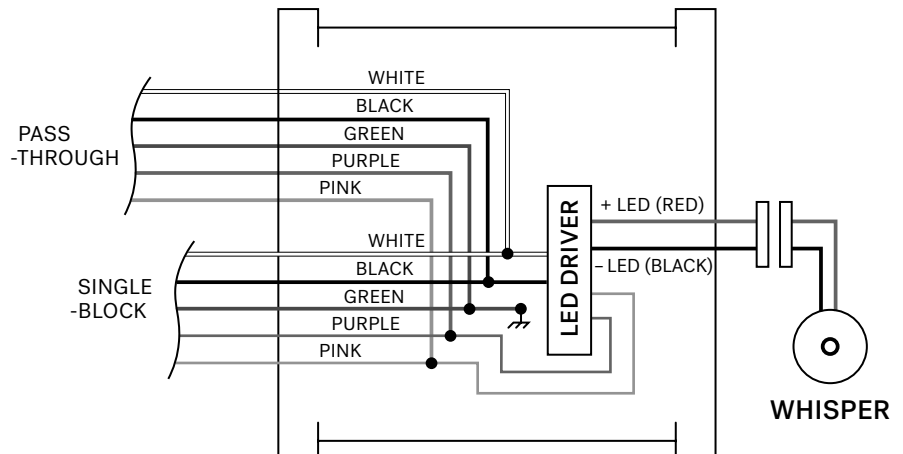 WHITE
BLACK
GREEN
PURPLE
PINK
PASS
-THROUGH
WHITE
BLACK
GREEN
PURPLE
PINK
SINGLE
-BLOCK
LED DRIVER
+ LED (RED)
– LED (BLACK)
WHISPER